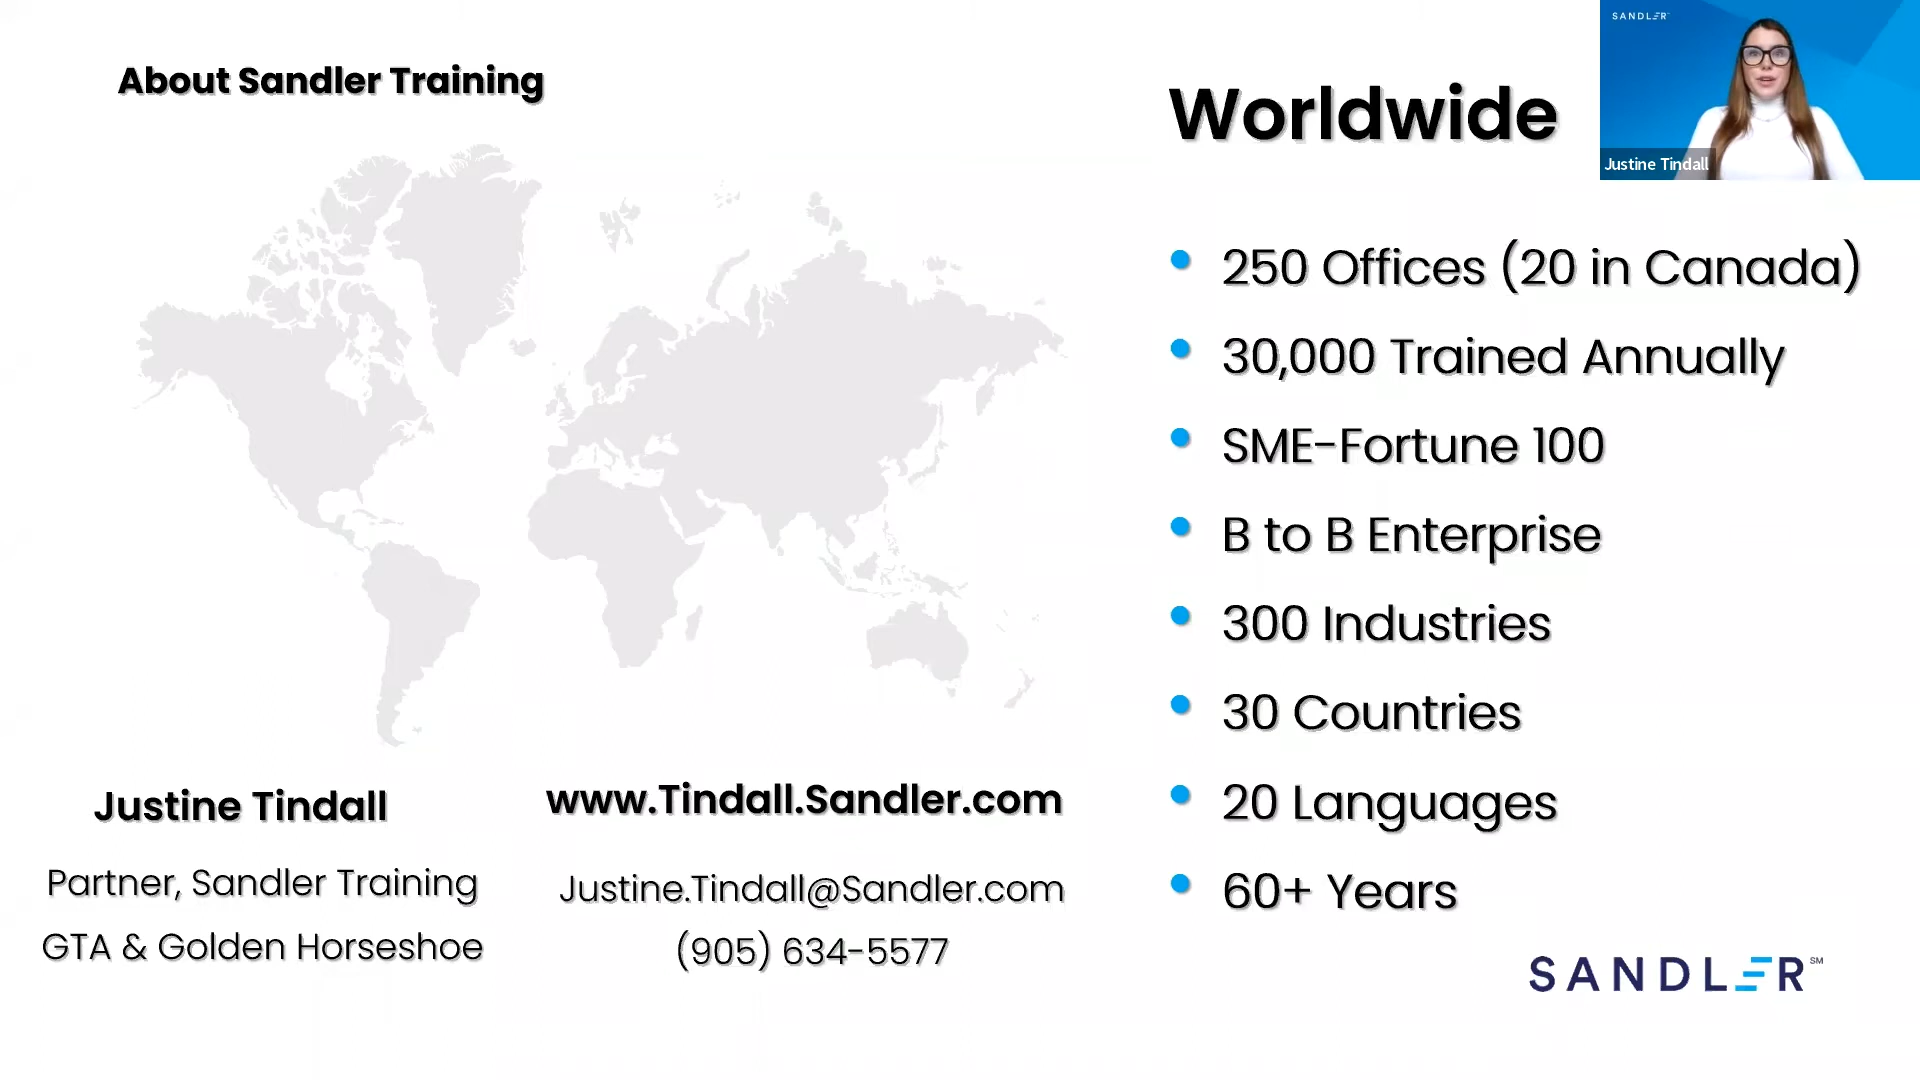 About Sandler Training
Worldwide
SANDLER
Justine Tindall
250 Offices (20 in Canada)
30,000 Trained Annually
SME-Fortune 100
B to B Enterprise
300 Industries
30 Countries
20 Languages
60+ Years
Justine Tindall
Partner, Sandler Training
GTA & Golden Horseshoe
www.Tindall.Sandler.com
Justine.Tindall@Sandler.com
(905) 634-5577
SANDLER℠